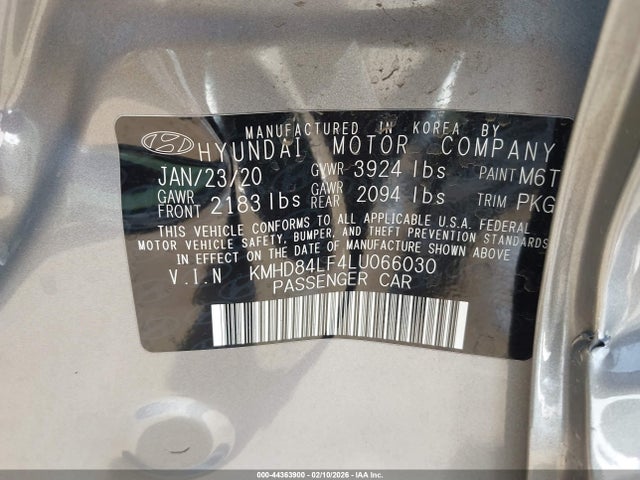 MANUFACTURED IN KOREA BY
HYUNDAI MOTOR COMPANY
JAN/23/20 GVWR 3924 lbs PAINT M6T
GAWR FRONT 2183 lbs GAWR REAR 2094 lbs TRIM PKG
THIS VEHICLE CONFORMS TO ALL APPLICABLE U.S.A. FEDERAL
MOTOR VEHICLE SAFETY, BUMPER, AND THEFT PREVENTION STANDARDS
IN EFFECT ON THE DATE OF MANUFACTURE SHOWN ABOVE
V.I.N KMHD84LF4LU066030
PASSENGER CAR
000-44363900 - 02/10/2026 - IAA Inc.